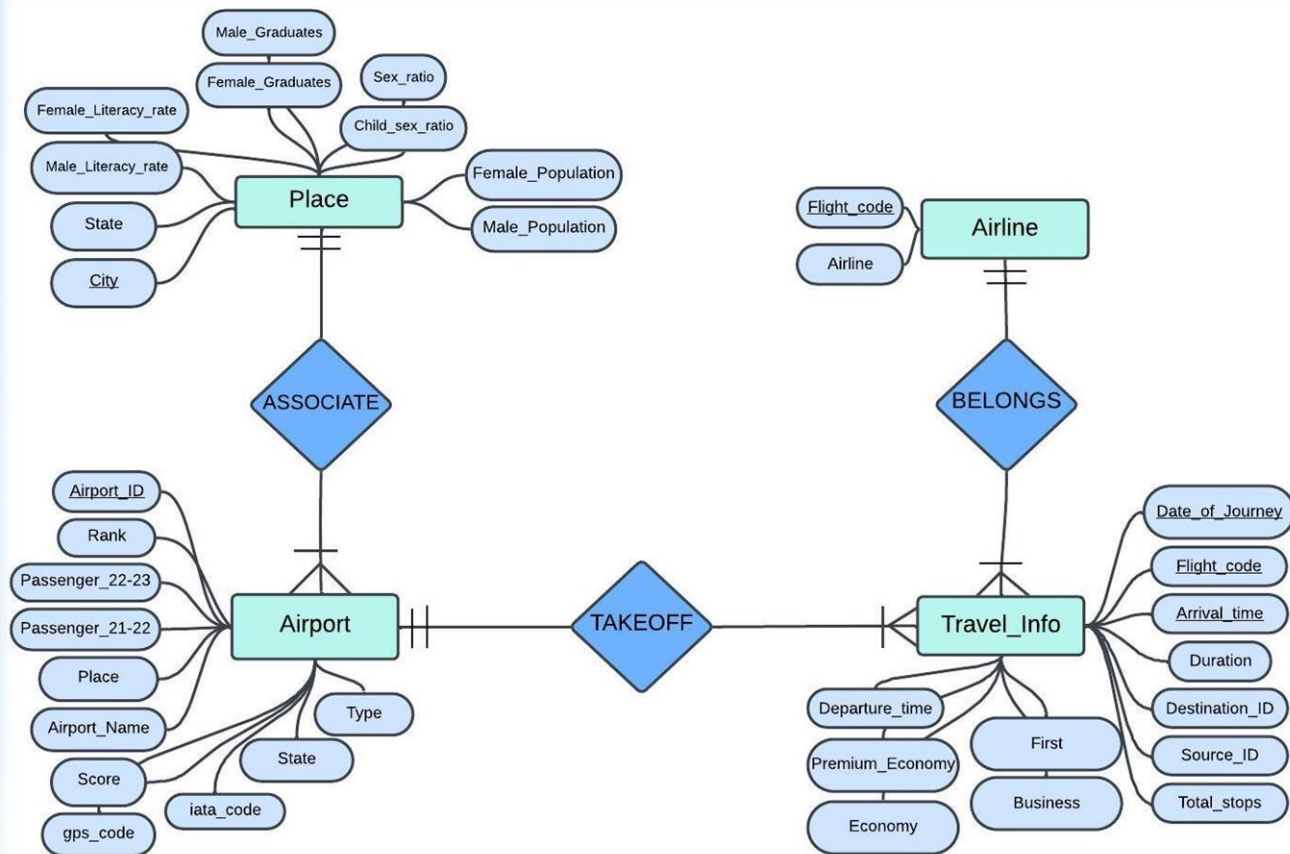 Male_Graduates
Female_Graduates
Sex_ratio
Child_sex_ratio
Female_Literacy_rate
Male_Literacy_rate
State
City
Place
Female_Population
Male_Population
Flight_code
Airline
Airline
ASSOCIATE
BELONGS
Airport_ID
Rank
Passenger_22-23
Passenger_21-22
Place
Airport_Name
Score
gps_code
iata_code
State
Type
Airport
TAKEOFF
Travel_Info
Date_of_Journey
Flight_code
Arrival_time
Duration
Destination_ID
Source_ID
Total_stops
Departure_time
Premium_Economy
Economy
First
Business